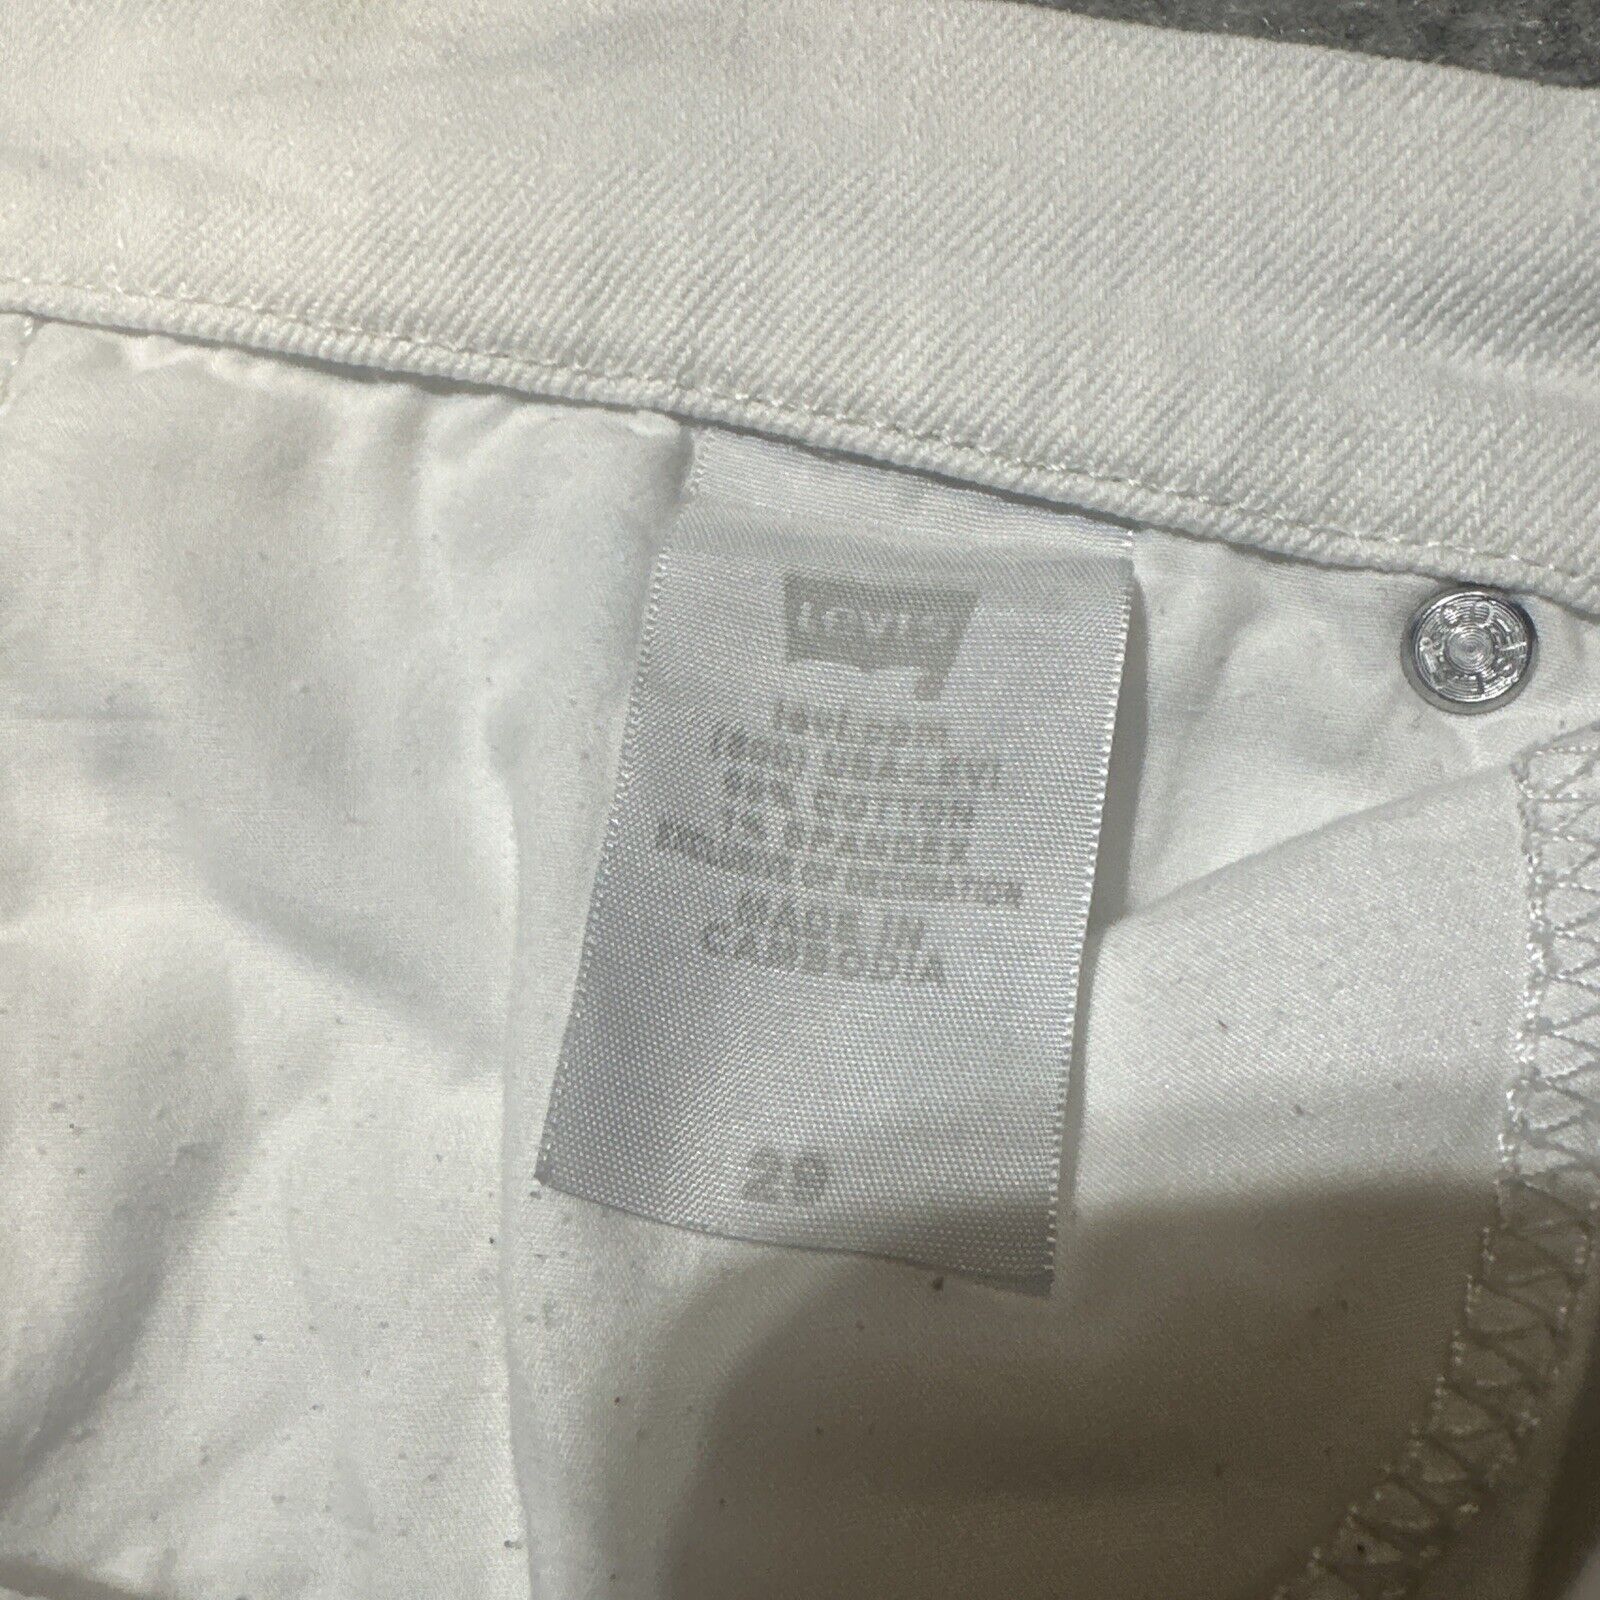 LEVI'S
levi.com
(800) USA-LEVI
99% COTTON
1% SPANDEX
EXCLUSIVE OF DECORATION
MADE IN
CAMBODIA
29